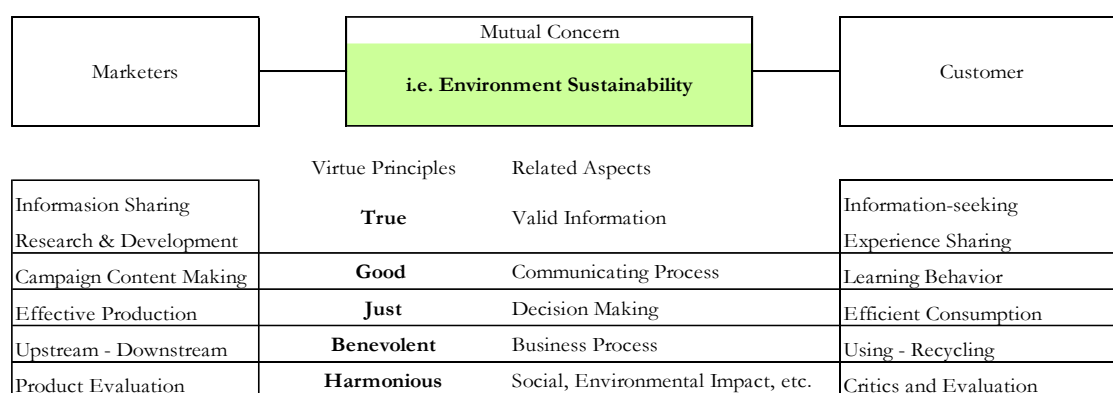 Mutual Concern
Marketers
i.e. Environment Sustainability
Customer
Virtue Principles Related Aspects
Informasion Sharing
Research & Development
True Valid Information
Information-seeking
Experience Sharing
Campaign Content Making Good Communicating Process Learning Behavior
Effective Production Just Decision Making Efficient Consumption
Upstream - Downstream Benevolent Business Process Using - Recycling
Product Evaluation Harmonious Social, Environmental Impact, etc. Critics and Evaluation